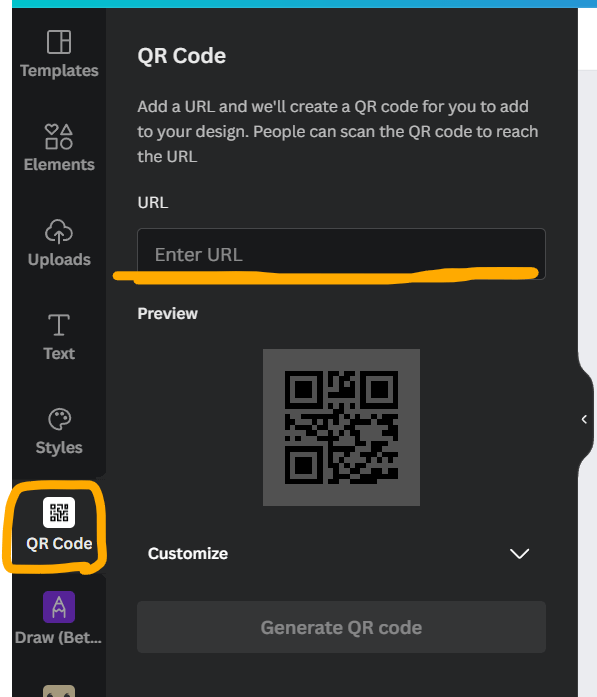 Templates
Elements
Uploads
Text
Styles
QR Code
Draw (Bet...
QR Code
Add a URL and we'll create a QR code for you to add
to your design. People can scan the QR code to reach
the URL
URL
Enter URL
Preview
Customize
Generate QR code